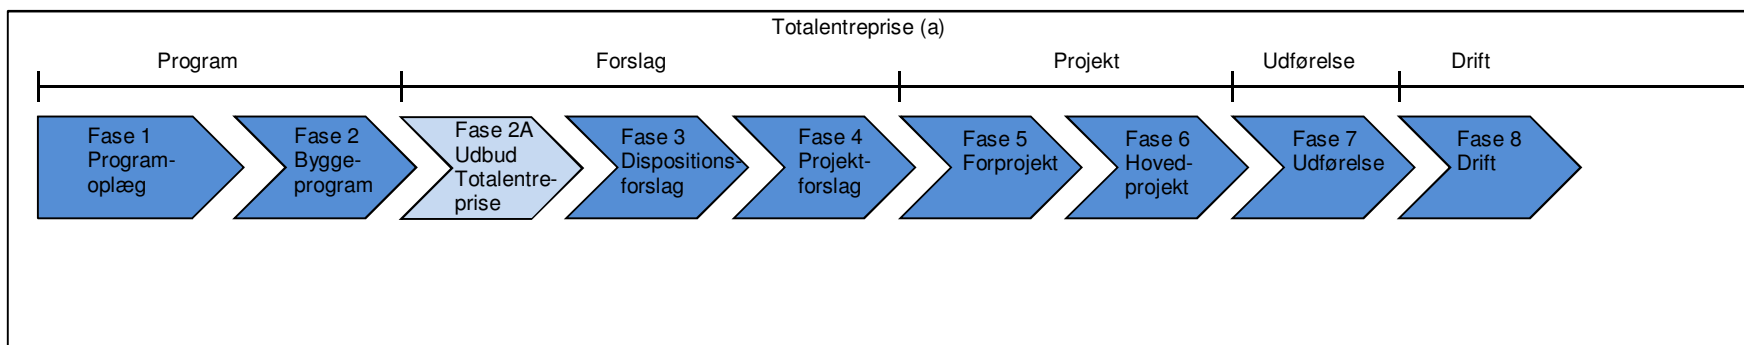 Totalentreprise (a)
Program
Forslag
Projekt
Udførelse
Drift
Fase 1
Program-
oplæg
Fase 2
Bygge-
program
Fase 2A
Udbud
Totalentre-
prise
Fase 3
Dispositions-
forslag
Fase 4
Projekt-
forslag
Fase 5
Forprojekt
Fase 6
Hoved-
projekt
Fase 7
Udførelse
Fase 8
Drift